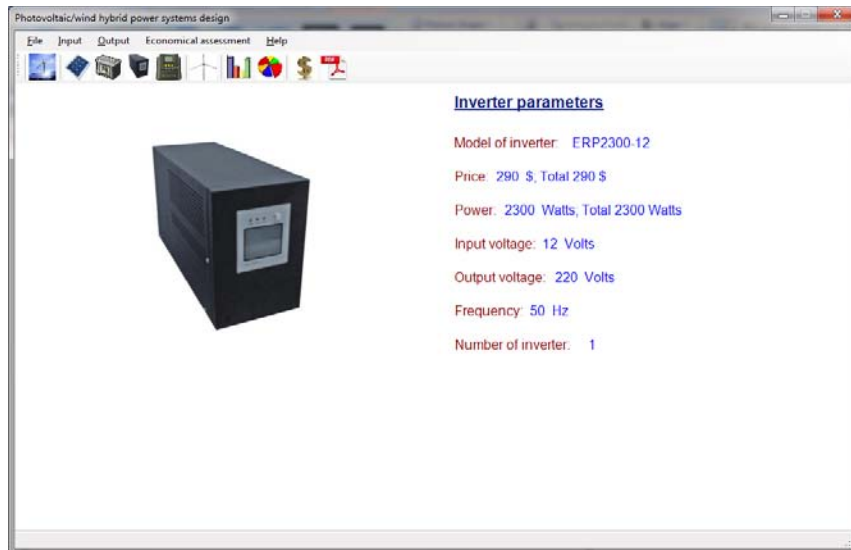 Photovoltaic/wind hybrid power systems design
File Input Output Economical assessment Help
Inverter parameters
Model of inverter: ERP2300-12
Price: 290 $, Total 290 $
Power: 2300 Watts, Total 2300 Watts
Input voltage: 12 Volts
Output voltage: 220 Volts
Frequency: 50 Hz
Number of inverter: 1